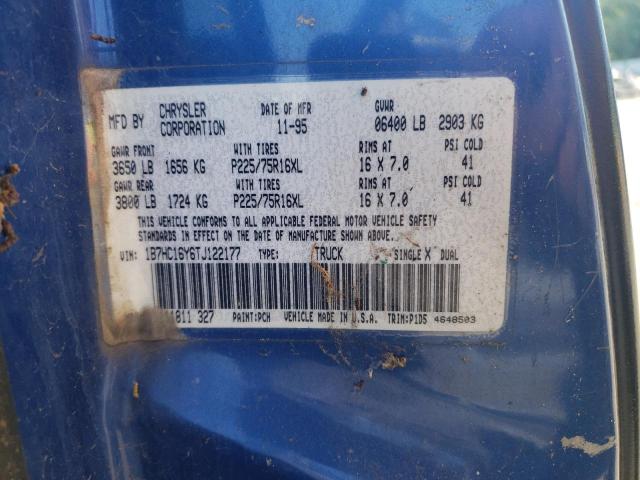 MFD BY CHRYSLER CORPORATION DATE OF MFR 11-95 GVWR 06400 LB 2903 KG
GAWR FRONT WITH TIRES RIMS AT PSI COLD
3650 LB 1656 KG P225/75R16XL 16 X 7.0 41
GAWR REAR WITH TIRES RIMS AT PSI COLD
3800 LB 1724 KG P225/75R16XL 16 X 7.0 41
THIS VEHICLE CONFORMS TO ALL APPLICABLE FEDERAL MOTOR VEHICLE SAFETY
STANDARDS IN EFFECT ON THE DATE OF MANUFACTURE SHOWN ABOVE.
VIN: 1B7HC16Y6TJ122177 TYPE: TRUCK SINGLE X DUAL
811 327 PAINT:PCH VEHICLE MADE IN U.S.A. TRIM:P1D5 4648503